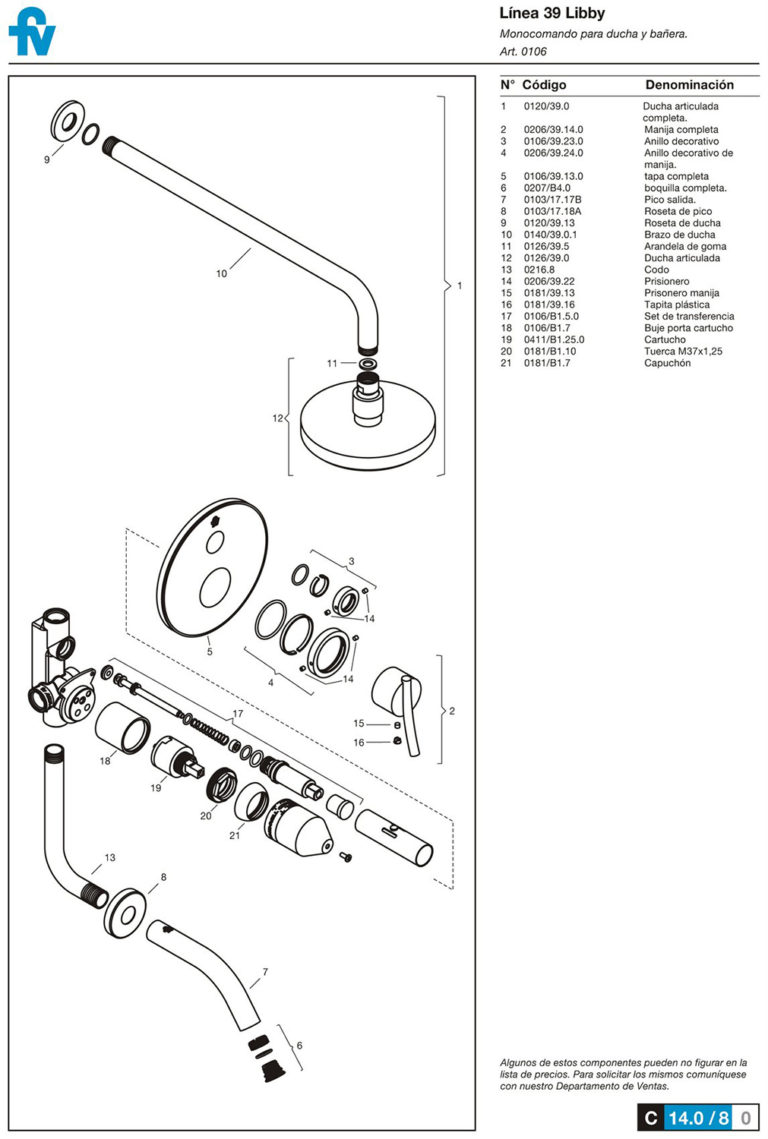 fv
Línea 39 Libby
Monocomando para ducha y bañera.
Art. 0106
N° Código Denominación
1 0120/39.0 Ducha articulada
completa.
2 0206/39.14.0 Manija completa
3 0106/39.23.0 Anillo decorativo
4 0206/39.24.0 Anillo decorativo de
manija.
5 0106/39.13.0 tapa completa
6 0207/B4.0 boquilla completa.
7 0103/17.17B Pico salida.
8 0103/17.18A Roseta de pico
9 0120/39.13 Roseta de ducha
10 0140/39.0.1 Brazo de ducha
11 0126/39.5 Arandela de goma
12 0126/39.0 Ducha articulada
13 0216.8 Codo
14 0206/39.22 Prisionero
15 0181/39.13 Prisonero manija
16 0181/39.16 Tapita plástica
17 0106/B1.5.0 Set de transferencia
18 0106/B1.7 Buje porta cartucho
19 0411/B1.25.0 Cartucho
20 0181/B1.10 Tuerca M37x1,25
21 0181/B1.7 Capuchón
9
10
1
11
12
3
14
5
4
14
2
17
15
16
18
19
20
21
13
8
7
6
Algunos de estos componentes pueden no figurar en la
lista de precios. Para solicitar los mismos comuníquese
con nuestro Departamento de Ventas.
C 14.0 / 8 0